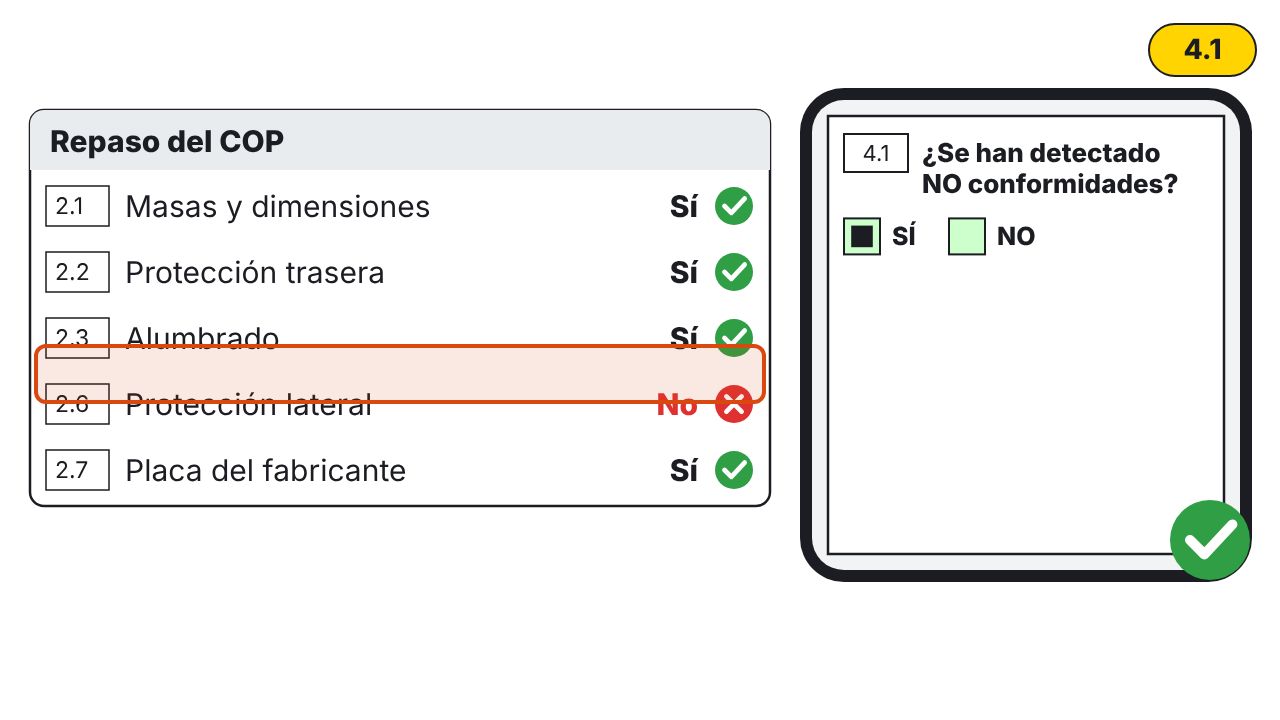 4.1
Repaso del COP
2.1 Masas y dimensiones Sí
2.2 Protección trasera Sí
2.3 Alumbrado Sí
2.6 Protección lateral No
2.7 Placa del fabricante Sí
4.1 ¿Se han detectado
NO conformidades?
SÍ NO